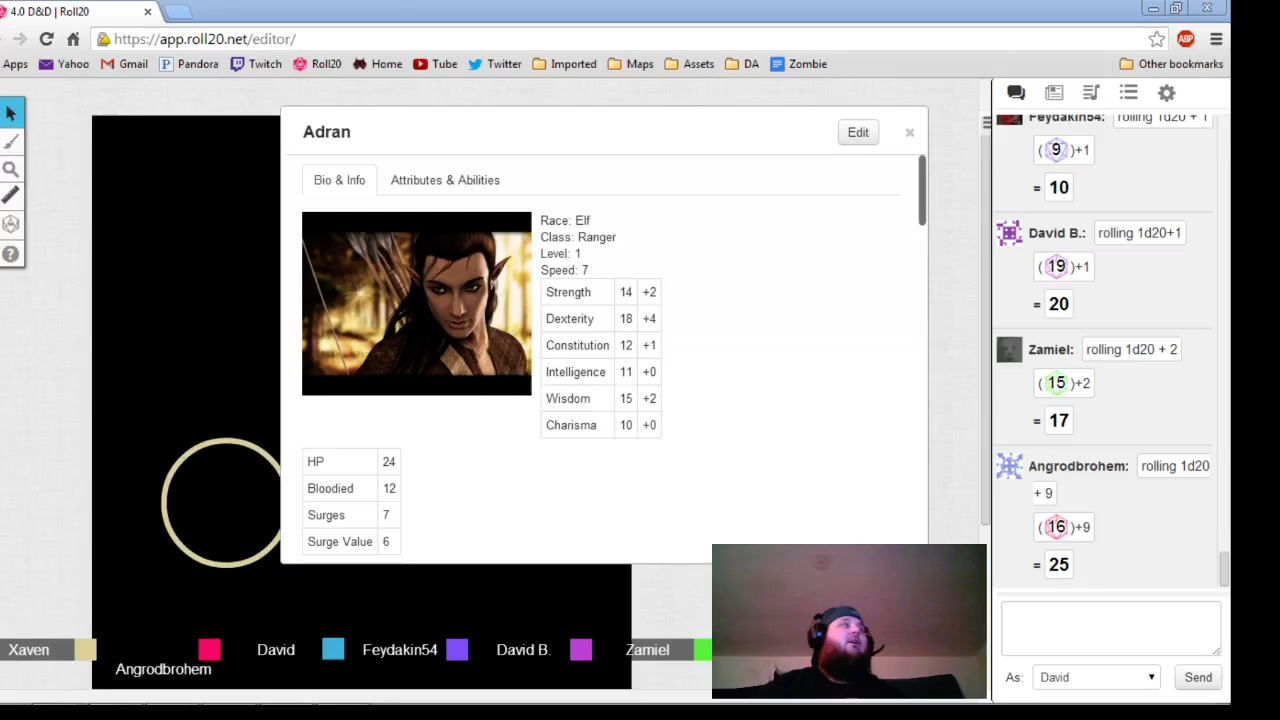 4.0 D&D | Roll20
https://app.roll20.net/editor/
ABP
Apps Yahoo Gmail Pandora Twitch Roll20 Home Tube Twitter Imported Maps Assets DA Zombie Other bookmarks
Adran
Edit
Bio & Info Attributes & Abilities
Race: Elf
Class: Ranger
Level: 1
Speed: 7
Strength 14 +2
Dexterity 18 +4
Constitution 12 +1
Intelligence 11 +0
Wisdom 15 +2
Charisma 10 +0
HP 24
Bloodied 12
Surges 7
Surge Value 6
Feydakin54: rolling 1d20 + 1
(9)+1
= 10
David B.: rolling 1d20+1
(19)+1
= 20
Zamiel: rolling 1d20 + 2
(15)+2
= 17
Angrodbrohem: rolling 1d20
+ 9
(16)+9
= 25
As: David Send
Xaven David Feydakin54 David B. Zamiel
Angrodbrohem